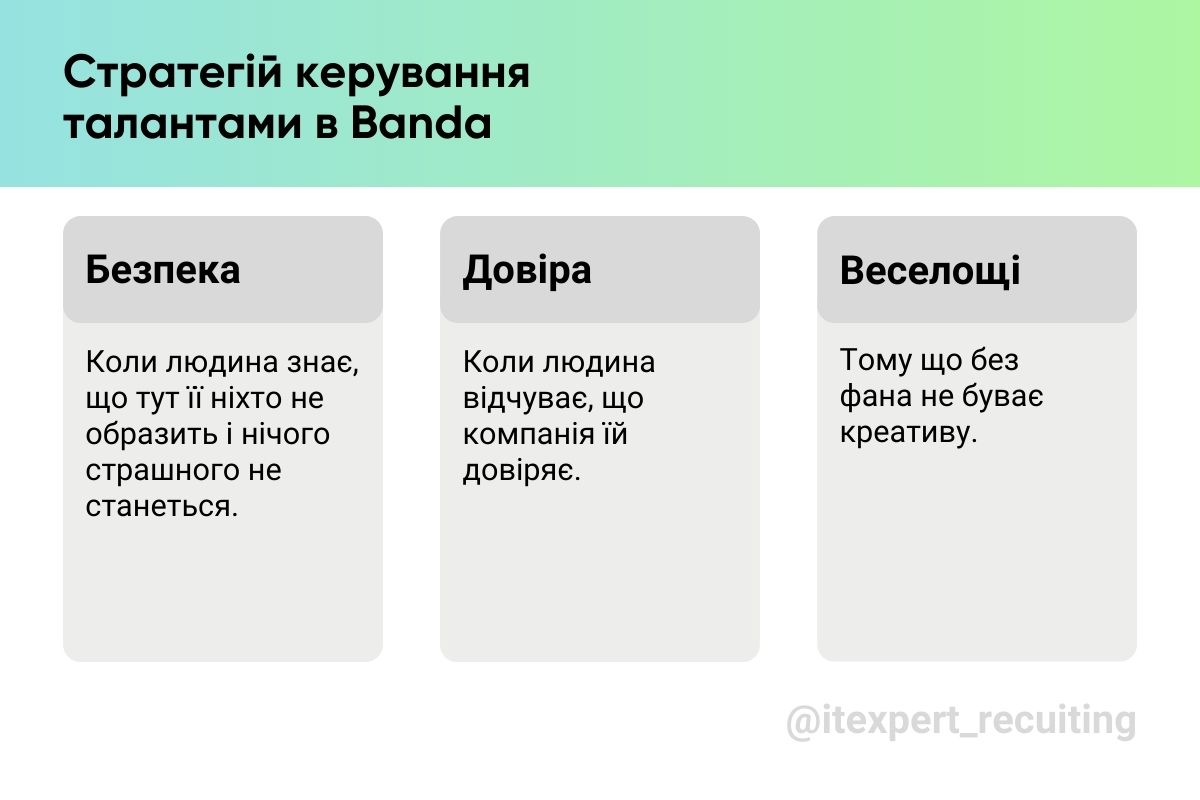 Стратегій керування
талантами в Banda
Безпека
Коли людина знає,
що тут її ніхто не
образить і нічого
страшного не
станеться.
Довіра
Коли людина
відчуває, що
компанія їй
довіряє.
Веселощі
Тому що без
фана не буває
креативу.
@itexpert_recuiting